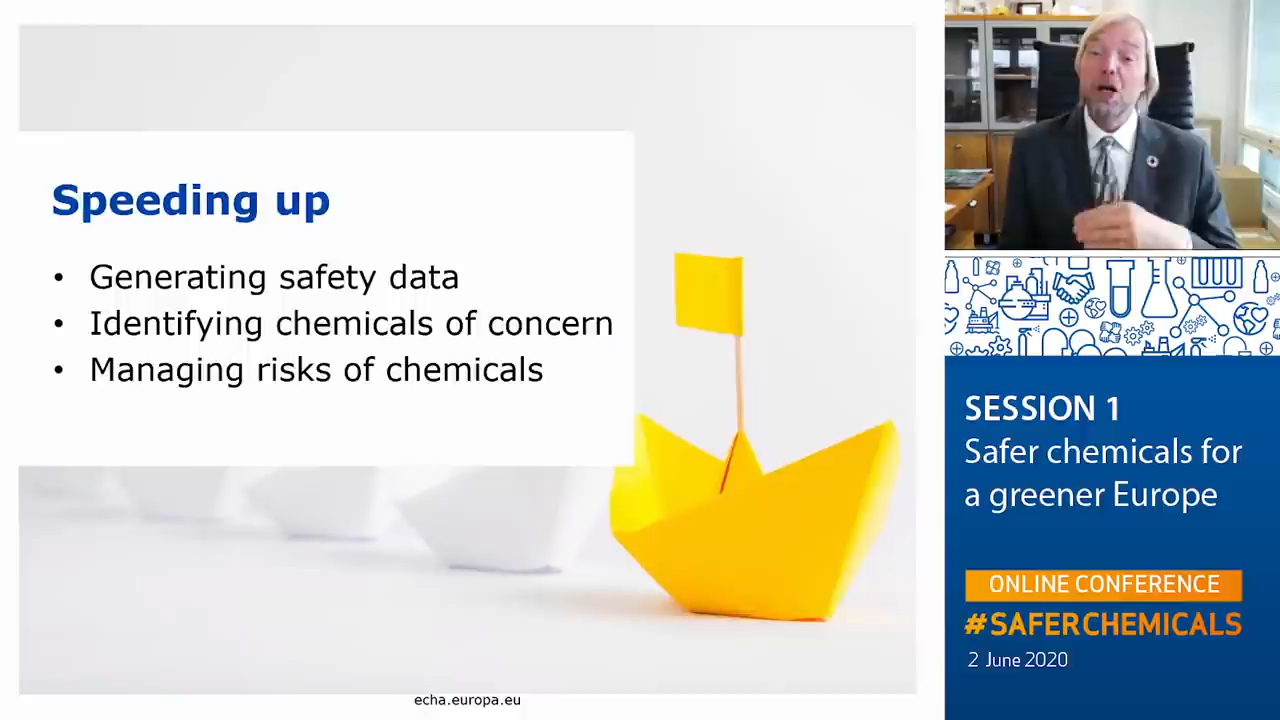 Speeding up
• Generating safety data
• Identifying chemicals of concern
• Managing risks of chemicals
echa.europa.eu
SESSION 1
Safer chemicals for
a greener Europe
ONLINE CONFERENCE
#SAFERCHEMICALS
2 June 2020